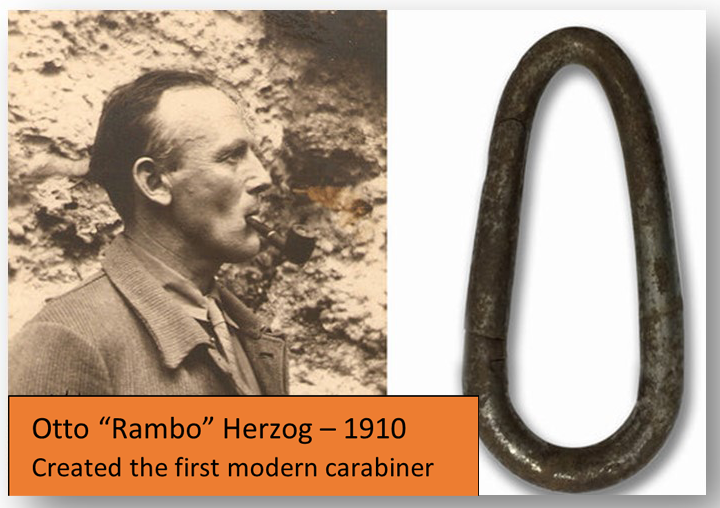 Otto “Rambo” Herzog – 1910
Created the first modern carabiner